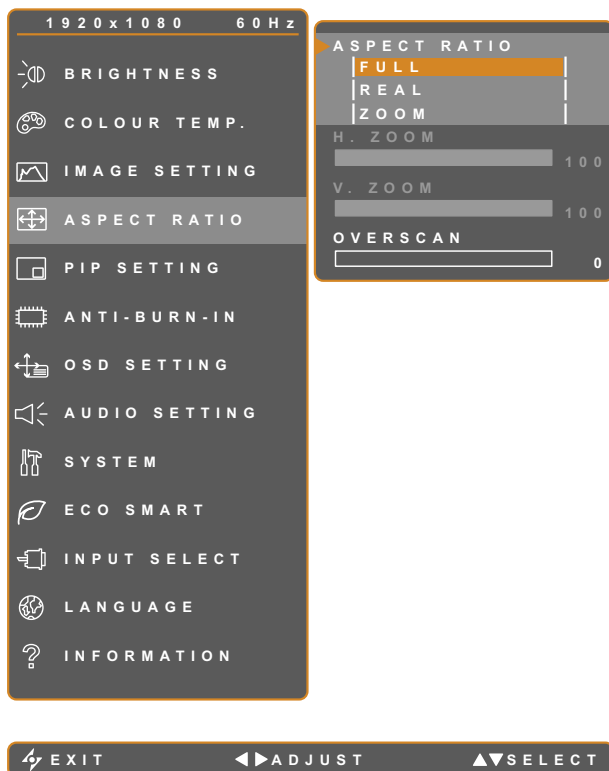 1920x1080 60Hz
BRIGHTNESS
COLOUR TEMP.
IMAGE SETTING
ASPECT RATIO
PIP SETTING
ANTI-BURN-IN
OSD SETTING
AUDIO SETTING
SYSTEM
ECO SMART
INPUT SELECT
LANGUAGE
INFORMATION
ASPECT RATIO
FULL
REAL
ZOOM
H. ZOOM
100
V. ZOOM
100
OVERSCAN
0
EXIT ADJUST SELECT